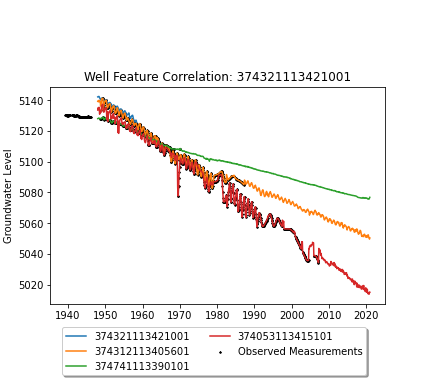 Well Feature Correlation: 374321113421001
Groundwater Level
5140
5120
5100
5080
5060
5040
5020
1940 1950 1960 1970 1980 1990 2000 2010 2020
374321113421001
374312113405601
374741113390101
374053113415101
Observed Measurements